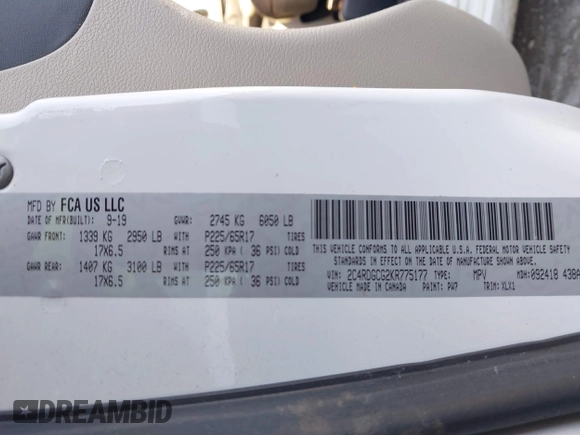 MFD BY FCA US LLC
DATE OF MFR(BUILT): 9-19 GVWR: 2745 KG 6050 LB
GAWR FRONT: 1339 KG 2950 LB WITH P225/65R17 TIRES
17X6.5 RIMS AT 250 KPA ( 36 PSI) COLD
GAWR REAR: 1407 KG 3100 LB WITH P225/65R17 TIRES
17X6.5 RIMS AT 250 KPA ( 36 PSI) COLD
THIS VEHICLE CONFORMS TO ALL APPLICABLE U.S.A. FEDERAL MOTOR VEHICLE
STANDARDS IN EFFECT ON THE DATE OF MANUFACTURE SHOWN ABOVE.
VIN: 2C4RDGCG2KR775177 TYPE: MPV MDH:092418 438A
VEHICLE MADE IN CANADA PAINT: PW7 TRIM: XLX1
DREAMBID